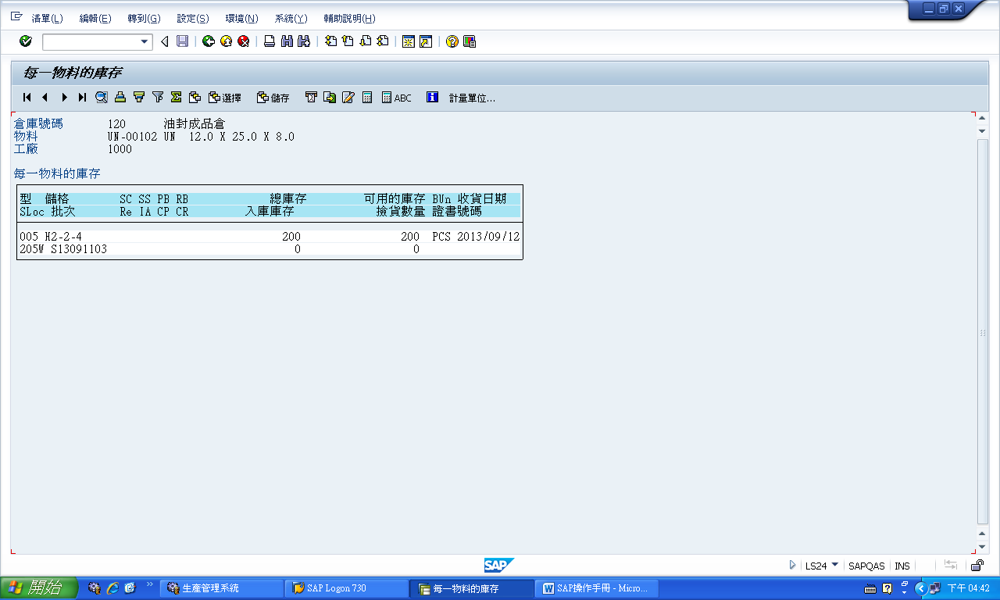 清單(L) 編輯(E) 轉到(G) 設定(S) 環境(N) 系統(Y) 輔助說明(H)
每一物料的庫存
選擇 儲存 ABC 計量單位...
倉庫號碼 120 油封成品倉
物料 UN-00102 UN 12.0 X 25.0 X 8.0
工廠 1000
每一物料的庫存
型 儲格 SC SS PB RB 總庫存 可用的庫存 BUn 收貨日期
SLoc 批次 Re IA CP CR 入庫庫存 撿貨數量 證書號碼
005 H2-2-4 200 200 PCS 2013/09/12
205W S13091103 0 0
SAP
LS24 SAPQAS INS
開始 生産管理系統 SAP Logon 730 每一物料的庫存 SAP操作手冊 - Micro... 下午 04:42